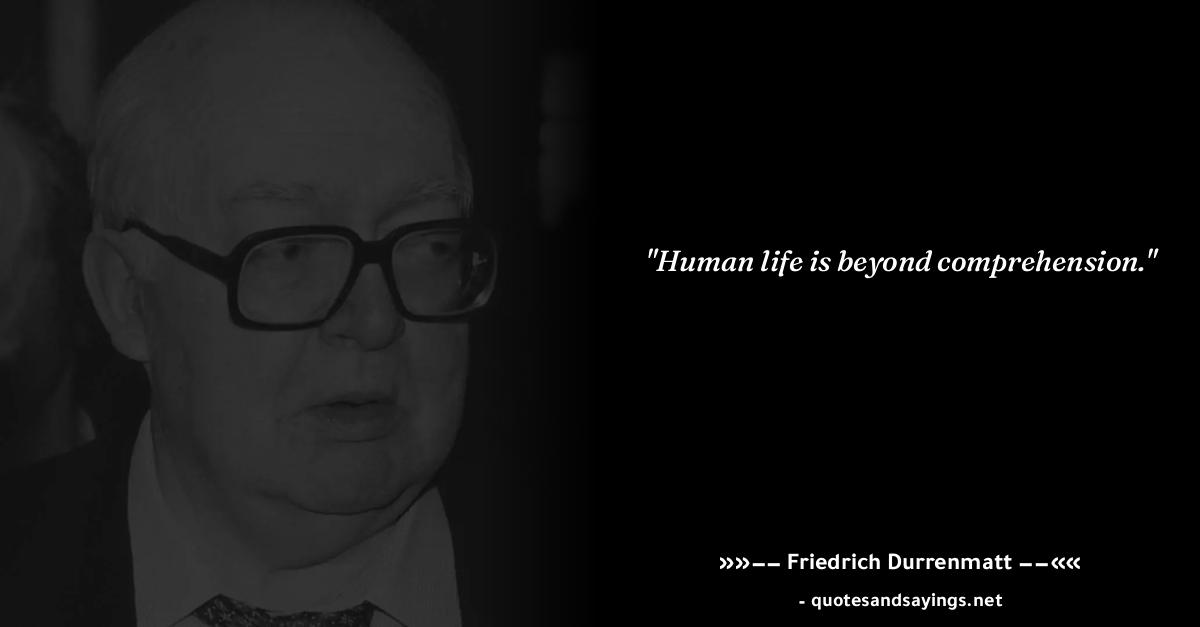 "Human life is beyond comprehension."
»»−− Friedrich Durrenmatt −−««
- quotesandsayings.net